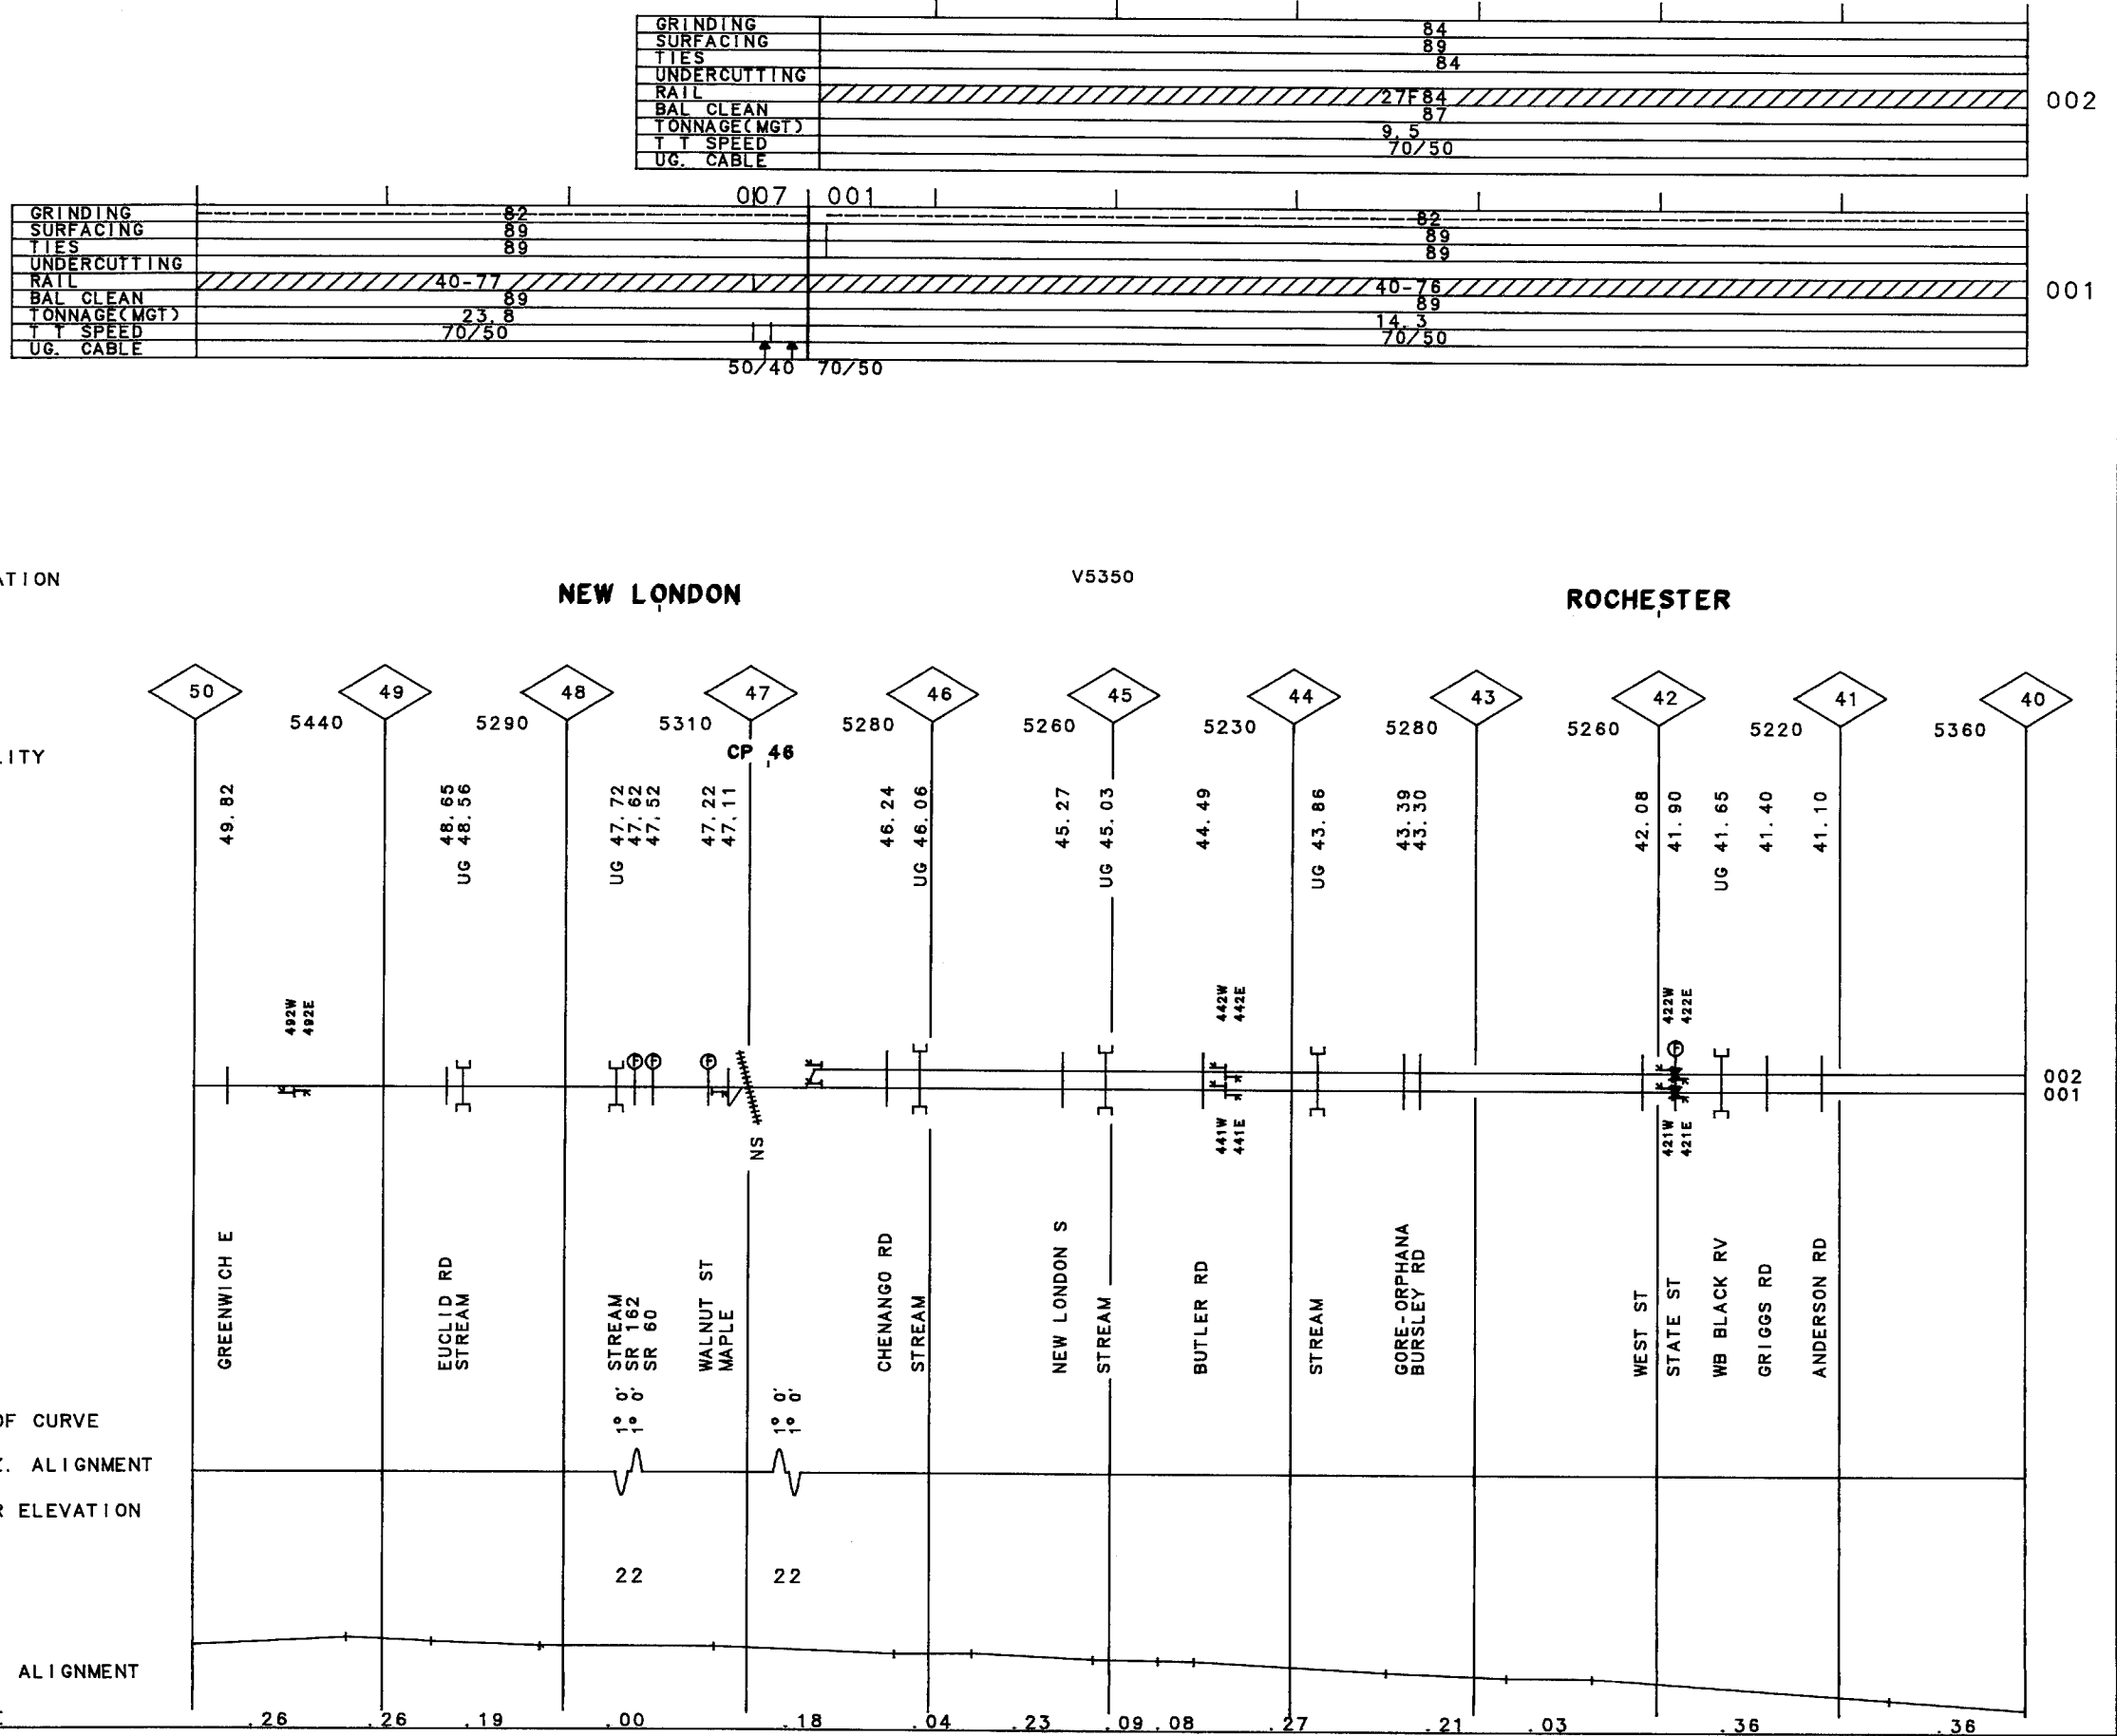 GRINDING 84
SURFACING 89
TIES 84
UNDERCUTTING
RAIL 27F84 002
BAL CLEAN 87
TONNAGE(MGT) 9.5
T T SPEED 70/50
UG. CABLE
007 001
GRINDING 82 82
SURFACING 89 89
TIES 89 89
UNDERCUTTING
RAIL 40-77 40-76 001
BAL CLEAN 89 89
TONNAGE(MGT) 23.8 14.3
T T SPEED 70/50 70/50
UG. CABLE
50/40 70/50
ATION NEW LONDON V5350 ROCHESTER
50 49 48 47 46 45 44 43 42 41 40
5440 5290 5310 5280 5260 5230 5280 5260 5220 5360
LITY CP 46
49.82
48.65
UG 48.56
UG 47.72
47.62
47.52
47.22
47.11
46.24
UG 46.06
45.27
UG 45.03
44.49
UG 43.86
43.39
43.30
42.08
41.90
UG 41.65
41.40
41.10
492W
492E
442W
442E
422W
422E
002
001
441W
441E
421W
421E
NS
GREENWICH E
EUCLID RD
STREAM
STREAM
SR 162
SR 60
WALNUT ST
MAPLE
CHENANGO RD
STREAM
NEW LONDON S
STREAM
BUTLER RD
STREAM
GORE-ORPHANA
BURSLEY RD
WEST ST
STATE ST
WB BLACK RV
GRIGGS RD
ANDERSON RD
1° 0'
1° 0'
1° 0'
1° 0'
OF CURVE
Z. ALIGNMENT
R ELEVATION
22 22
ALIGNMENT
.26 .26 .19 .00 .18 .04 .23 .09 .08 .27 .21 .03 .36 .36